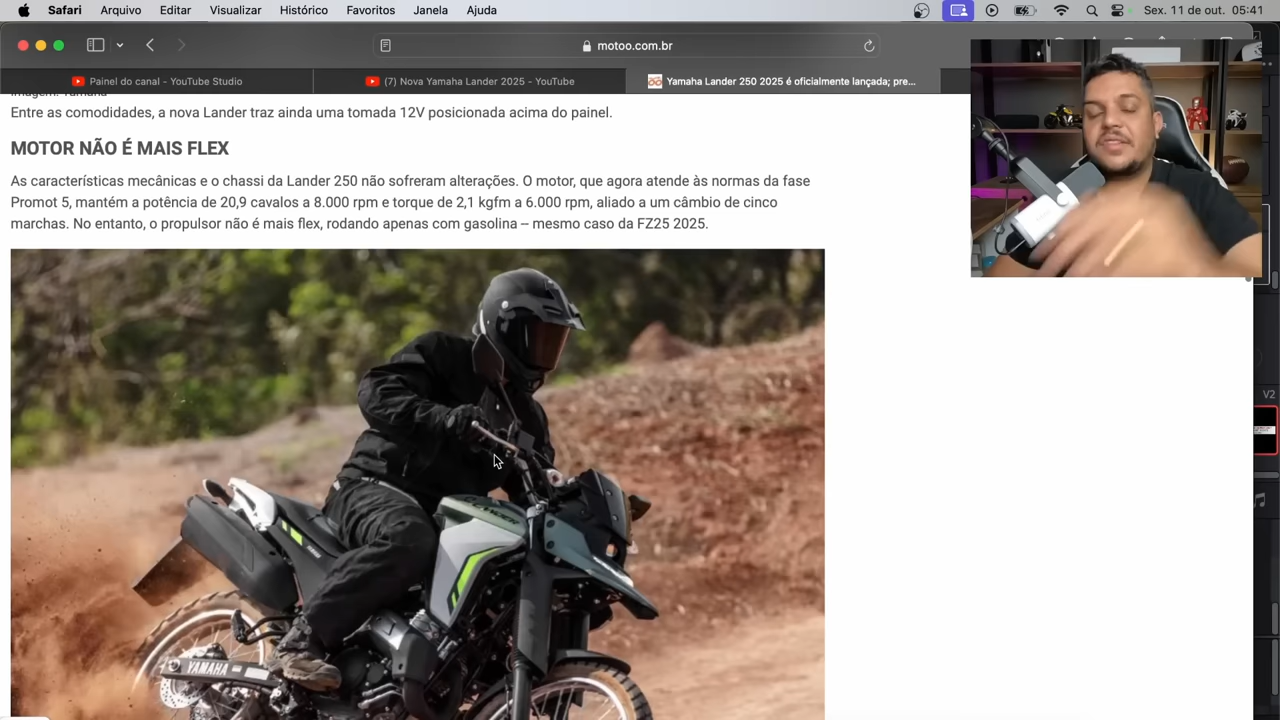 Safari Arquivo Editar Visualizar Histórico Favoritos Janela Ajuda Sex. 11 de out. 05:41
motoo.com.br
Painel do canal - YouTube Studio
(7) Nova Yamaha Lander 2025 - YouTube
Yamaha Lander 250 2025 é oficialmente lançada; pre...
Imagem: Yamaha
Entre as comodidades, a nova Lander traz ainda uma tomada 12V posicionada acima do painel.
MOTOR NÃO É MAIS FLEX
As características mecânicas e o chassi da Lander 250 não sofreram alterações. O motor, que agora atende às normas da fase
Promot 5, mantém a potência de 20,9 cavalos a 8.000 rpm e torque de 2,1 kgfm a 6.000 rpm, aliado a um câmbio de cinco
marchas. No entanto, o propulsor não é mais flex, rodando apenas com gasolina – mesmo caso da FZ25 2025.
V2
LANDER
YAMAHA